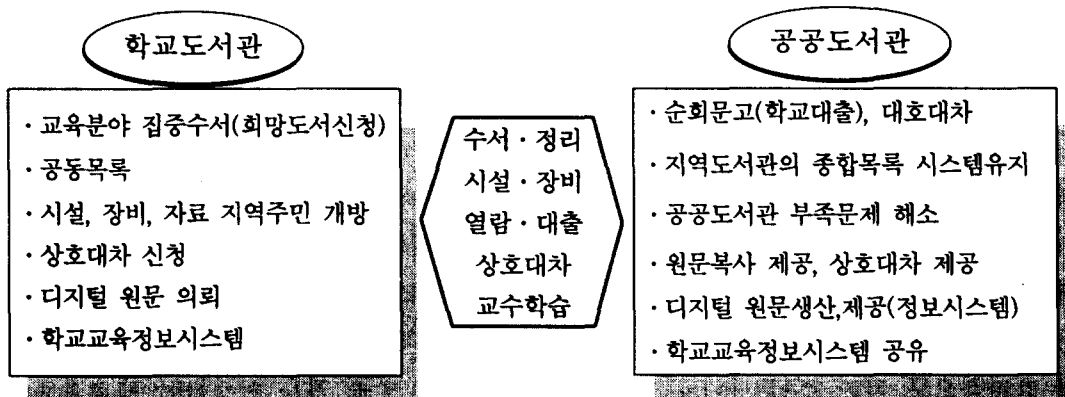 학교도서관
· 교육분야 집중수서(희망도서신청)
· 공동목록
· 시설, 장비, 자료 지역주민 개방
· 상호대차 신청
· 디지털 원문 의뢰
· 학교교육정보시스템
수서 · 정리
시설 · 장비
열람 · 대출
상호대차
교수학습
공공도서관
· 순회문고(학교대출), 대호대차
· 지역도서관의 종합목록 시스템유지
· 공공도서관 부족문제 해소
· 원문복사 제공, 상호대차 제공
· 디지털 원문생산,제공(정보시스템)
· 학교교육정보시스템 공유